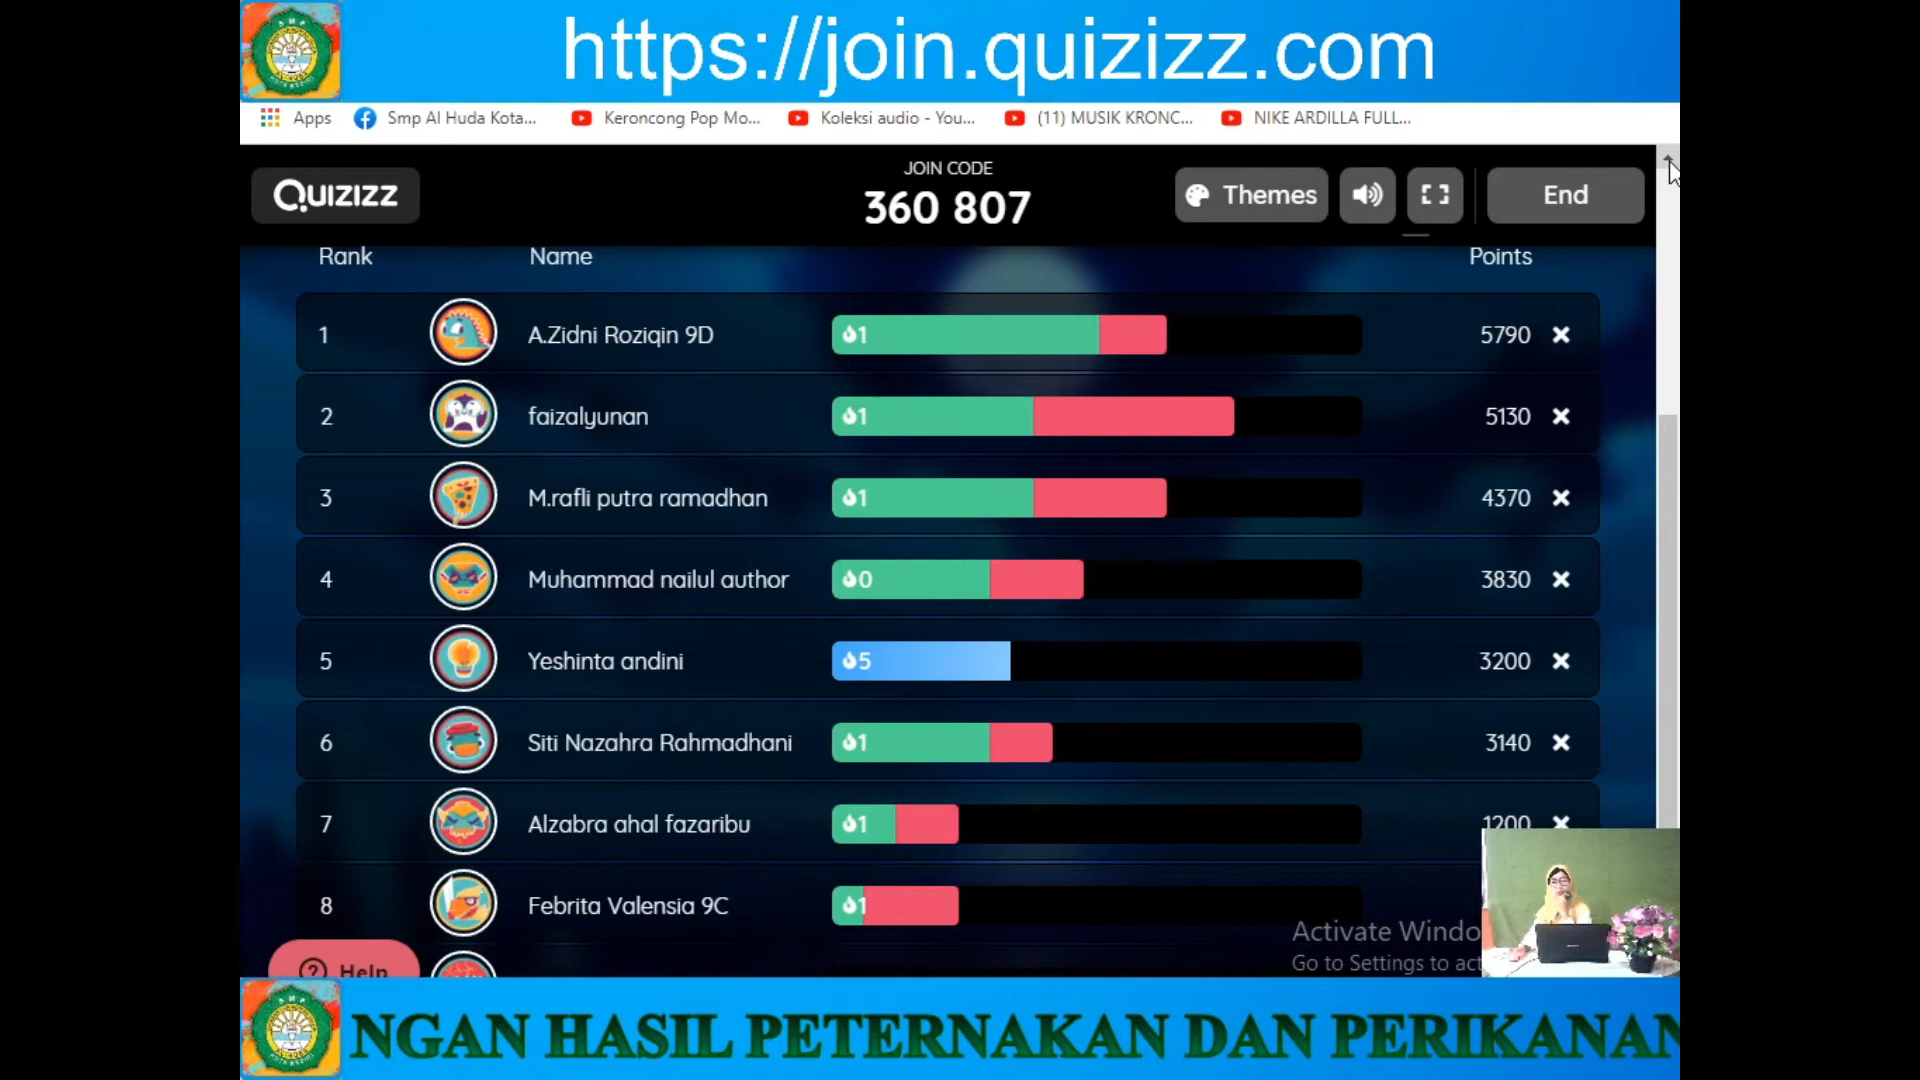 https://join.quizizz.com
Apps Smp Al Huda Kota... Keroncong Pop Mo... Koleksi audio - You... (11) MUSIK KRONC... NIKE ARDILLA FULL...
QUIZIZZ
JOIN CODE
360 807
Themes
End
Rank Name Points
1 A.Zidni Roziqin 9D 1 5790
2 faizalyunan 1 5130
3 M.rafli putra ramadhan 1 4370
4 Muhammad nailul author 0 3830
5 Yeshinta andini 5 3200
6 Siti Nazahra Rahmadhani 1 3140
7 Alzabra ahal fazaribu 1 1200
8 Febrita Valensia 9C 1
Activate Windo
Go to Settings to act
? Help
NGAN HASIL PETERNAKAN DAN PERIKANAN